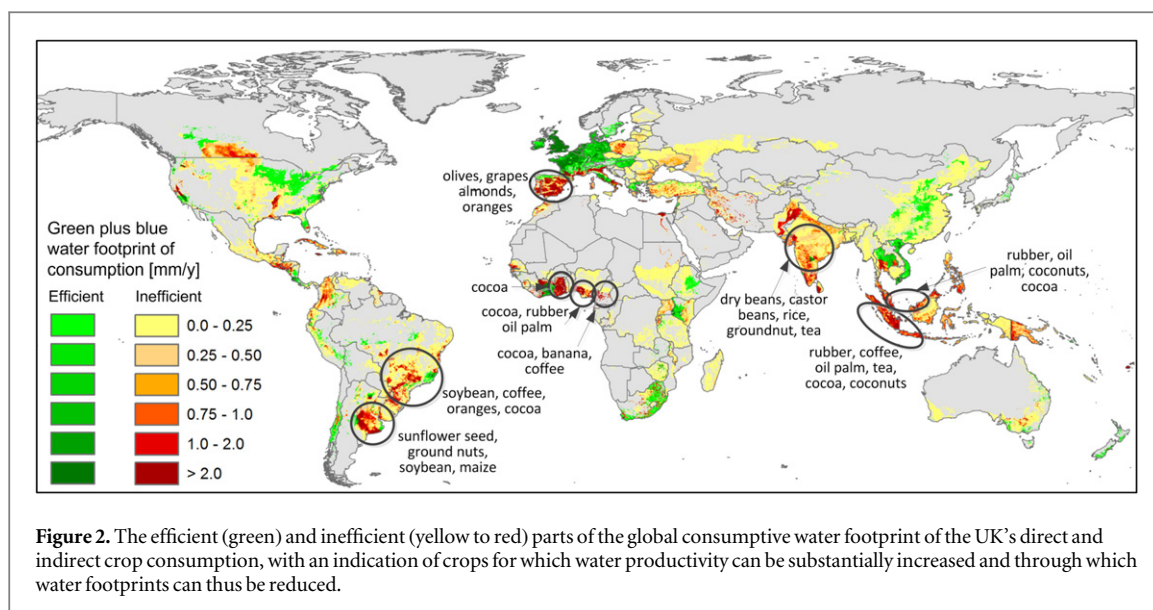 olives, grapes
almonds,
oranges
Green plus blue
water footprint of
consumption [mm/y]
Efficient Inefficient
0.0 - 0.25
0.25 - 0.50
0.50 - 0.75
0.75 - 1.0
1.0 - 2.0
> 2.0
cocoa
cocoa, rubber
oil palm
cocoa, banana,
coffee
soybean, coffee,
oranges, cocoa
sunflower seed,
ground nuts,
soybean, maize
dry beans, castor
beans, rice,
groundnut, tea
rubber, oil
palm, coconuts,
cocoa
rubber, coffee,
oil palm, tea,
cocoa, coconuts
Figure 2. The efficient (green) and inefficient (yellow to red) parts of the global consumptive water footprint of the UK's direct and
indirect crop consumption, with an indication of crops for which water productivity can be substantially increased and through which
water footprints can thus be reduced.